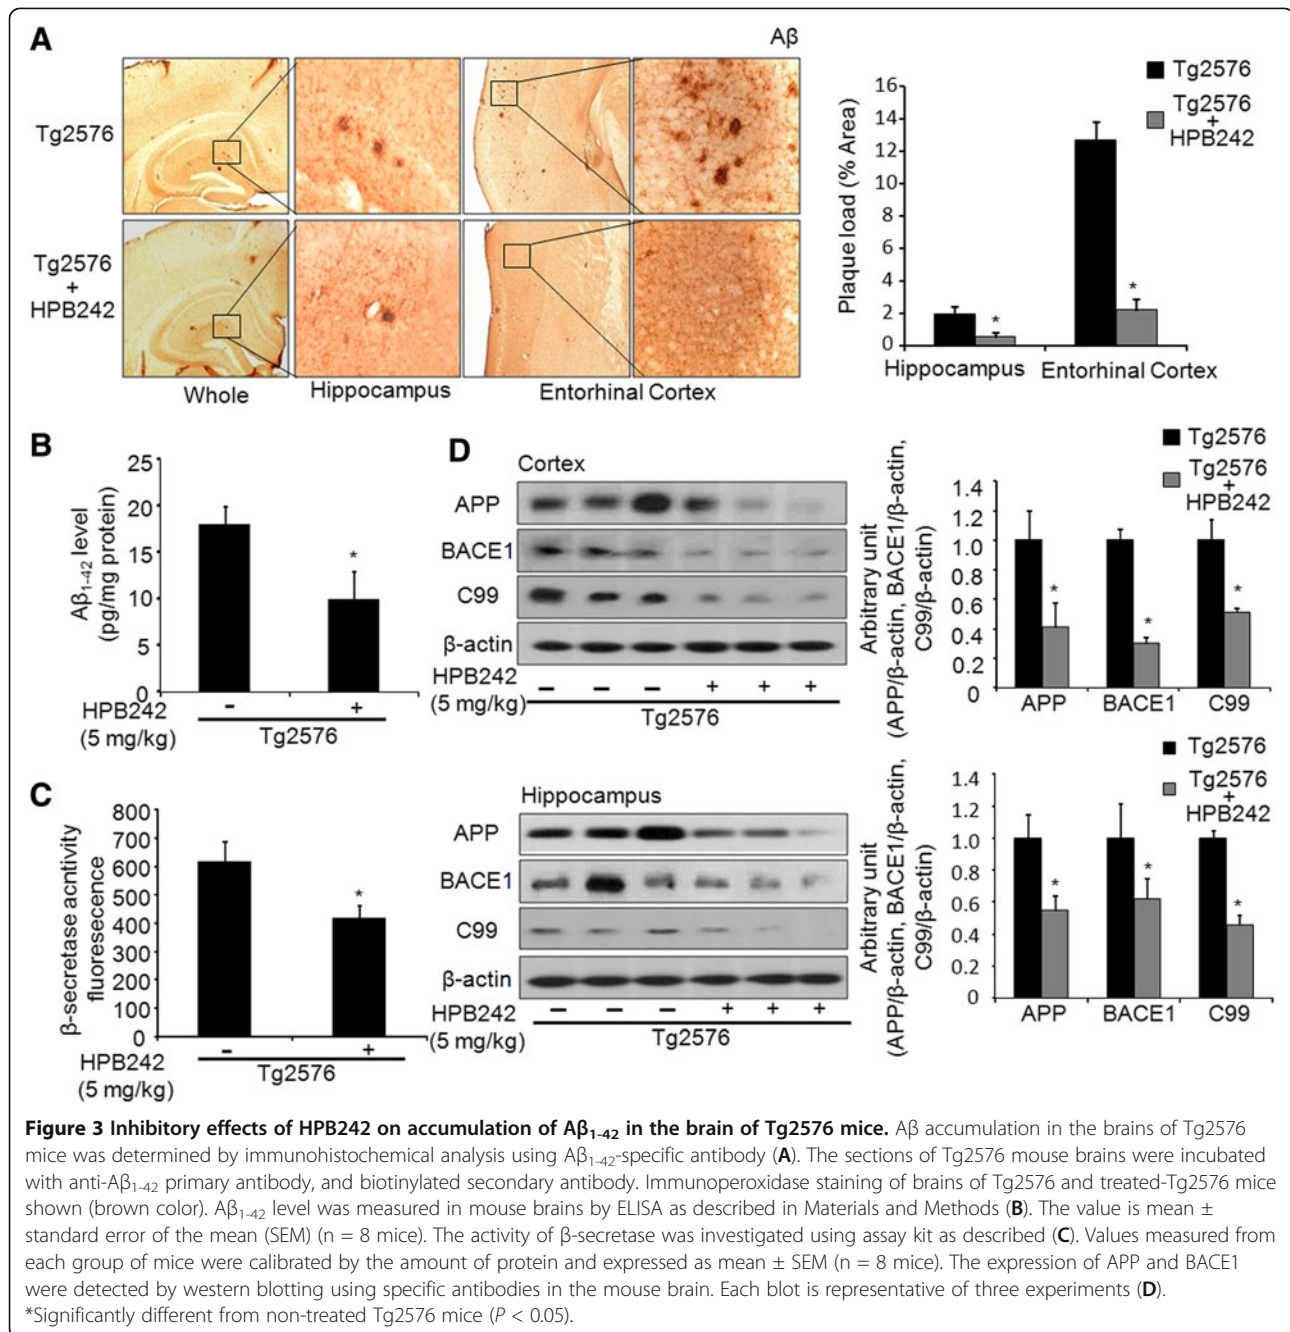 A
Aβ
Tg2576
Tg2576
+
HPB242
Whole
Hippocampus
Entorhinal Cortex
Tg2576
Tg2576
+
HPB242
Plaque load (% Area)
16
14
12
10
8
6
4
2
0
*
*
Hippocampus
Entorhinal Cortex
B
Aβ1-42 level
(pg/mg protein)
25
20
15
10
5
0
*
HPB242
(5 mg/kg)
- +
Tg2576
C
β-secretase acntivity
fluorescence
800
700
600
500
400
300
200
100
0
*
HPB242
(5 mg/kg)
- +
Tg2576
D
Cortex
APP
BACE1
C99
β-actin
HPB242
(5 mg/kg)
– – – + + +
Tg2576
Tg2576
Tg2576
+
HPB242
Arbitrary unit
(APP/β-actin, BACE1/β-actin,
C99/β-actin)
1.4
1.2
1.0
0.8
0.6
0.4
0.2
0
* * *
APP BACE1 C99
Hippocampus
APP
BACE1
C99
β-actin
HPB242
(5 mg/kg)
– – – + + +
Tg2576
Tg2576
Tg2576
+
HPB242
Arbitrary unit
(APP/β-actin, BACE1/β-actin,
C99/β-actin)
1.4
1.2
1.0
0.8
0.6
0.4
0.2
0
* * *
APP BACE1 C99
Figure 3 Inhibitory effects of HPB242 on accumulation of Aβ1-42 in the brain of Tg2576 mice. Aβ accumulation in the brains of Tg2576
mice was determined by immunohistochemical analysis using Aβ1-42-specific antibody (A). The sections of Tg2576 mouse brains were incubated
with anti-Aβ1-42 primary antibody, and biotinylated secondary antibody. Immunoperoxidase staining of brains of Tg2576 and treated-Tg2576 mice
shown (brown color). Aβ1-42 level was measured in mouse brains by ELISA as described in Materials and Methods (B). The value is mean ±
standard error of the mean (SEM) (n = 8 mice). The activity of β-secretase was investigated using assay kit as described (C). Values measured from
each group of mice were calibrated by the amount of protein and expressed as mean ± SEM (n = 8 mice). The expression of APP and BACE1
were detected by western blotting using specific antibodies in the mouse brain. Each blot is representative of three experiments (D).
*Significantly different from non-treated Tg2576 mice (P < 0.05).